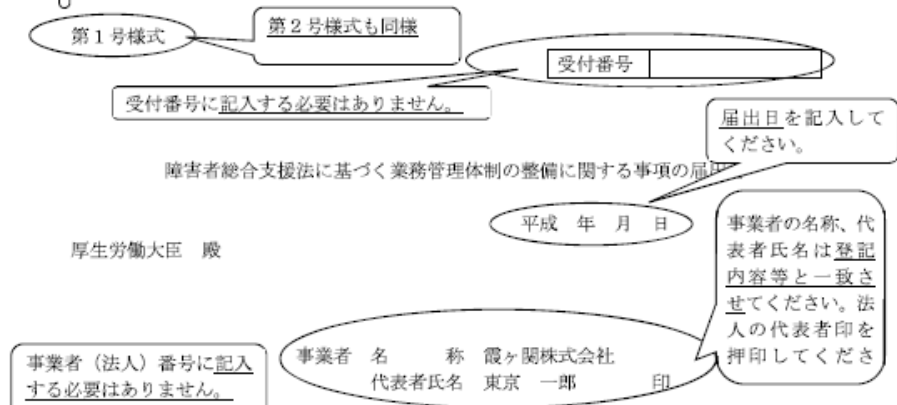 第1号様式
第2号様式も同様
受付番号
受付番号に記入する必要はありません。
届出日を記入して
ください。
障害者総合支援法に基づく業務管理体制の整備に関する事項の届
平成 年 月 日
厚生労働大臣 殿
事業者の名称、代
表者氏名は登記
内容等と一致さ
せてください。法
人の代表者印を
押印してくださ
事業者(法人)番号に記入
する必要はありません。
事業者 名 称 霞ヶ関株式会社
代表者氏名 東京 一郎 印